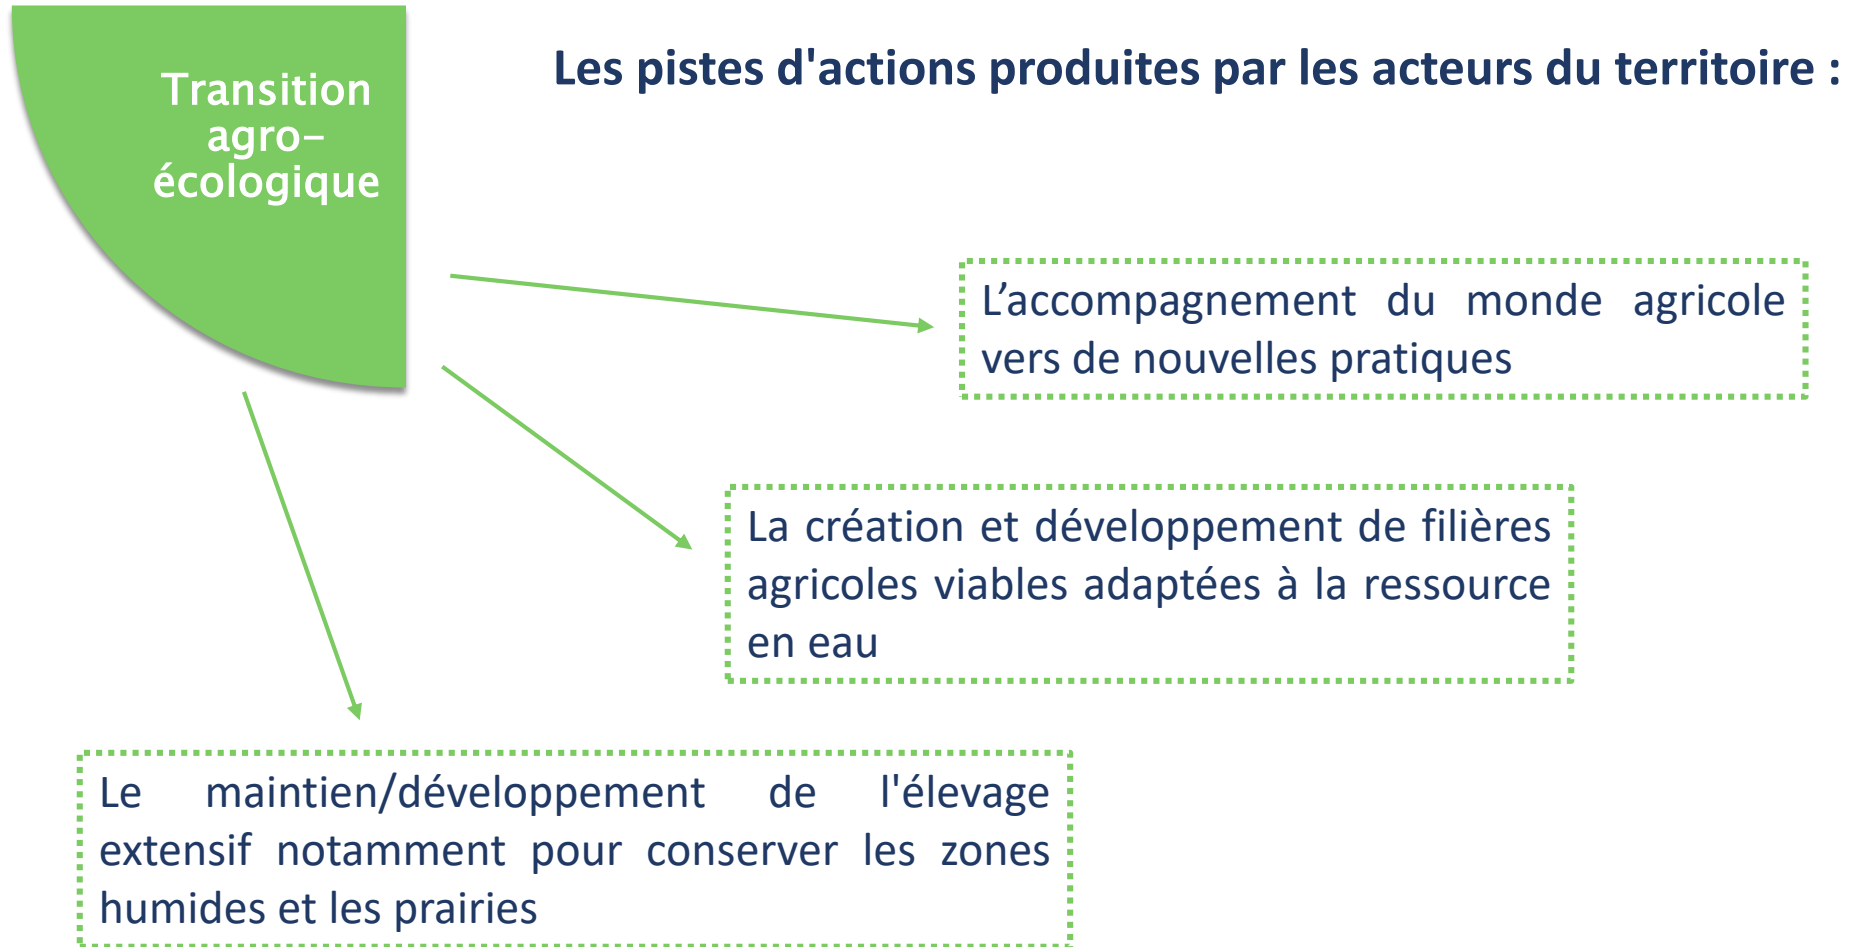 Transition
agro-
écologique
Les pistes d'actions produites par les acteurs du territoire :
L’accompagnement du monde agricole
vers de nouvelles pratiques
La création et développement de filières
agricoles viables adaptées à la ressource
en eau
Le maintien/développement de l'élevage
extensif notamment pour conserver les zones
humides et les prairies